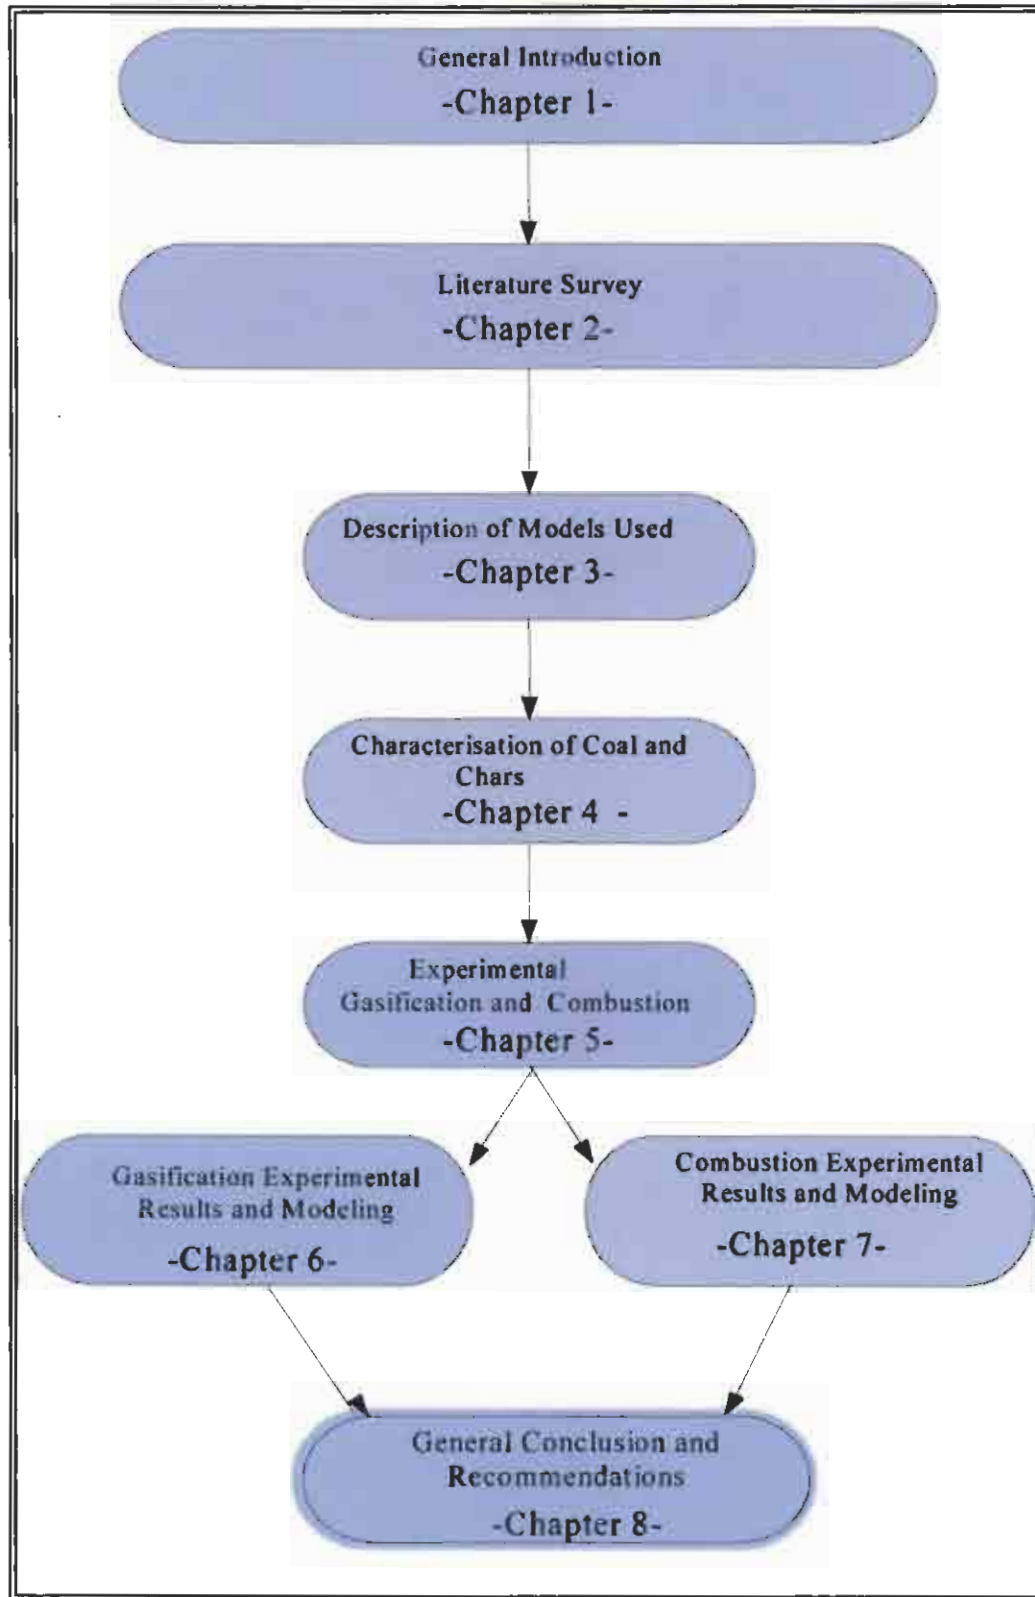 General Introduction
-Chapter 1-
Literature Survey
-Chapter 2-
Description of Models Used
-Chapter 3-
Characterisation of Coal and
Chars
-Chapter 4 -
Experimental
Gasification and Combustion
-Chapter 5-
Gasification Experimental
Results and Modeling
-Chapter 6-
Combustion Experimental
Results and Modeling
-Chapter 7-
General Conclusion and
Recommendations
-Chapter 8-